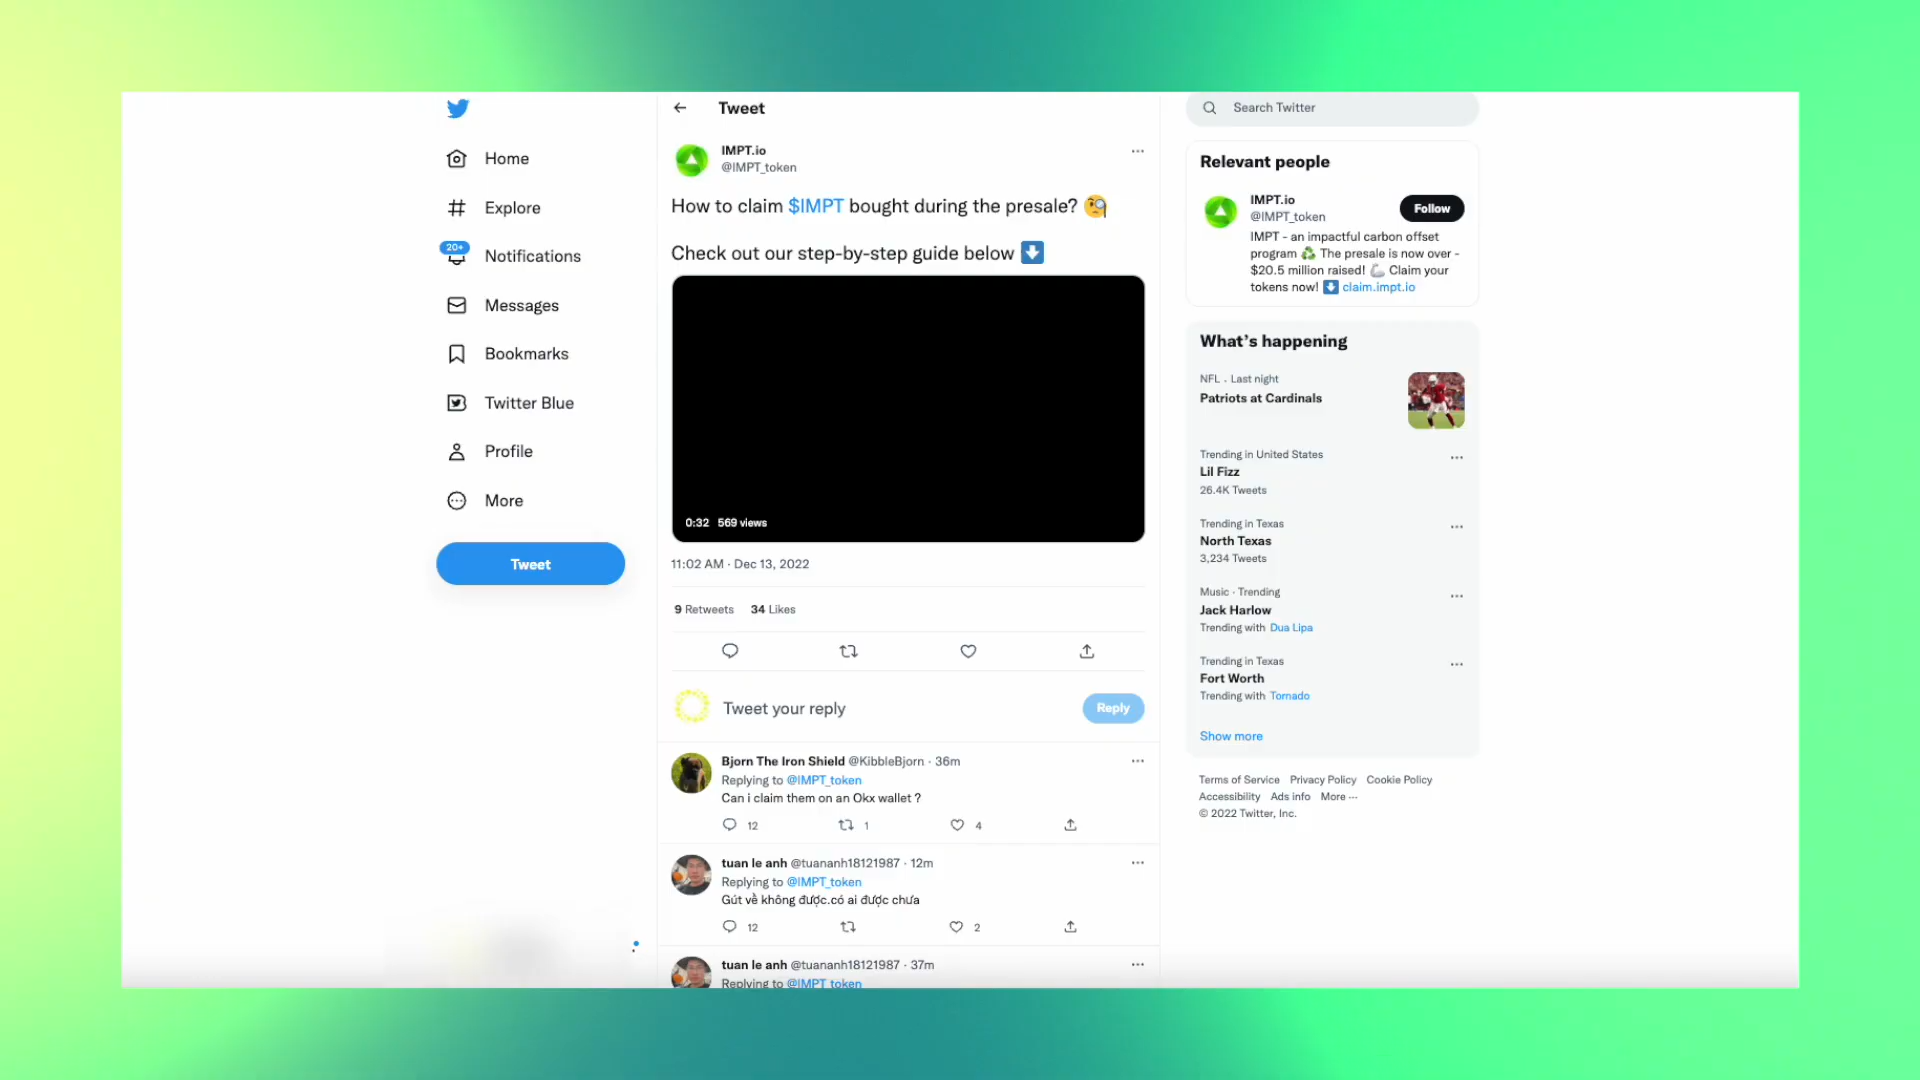 Home
Explore
20+
Notifications
Messages
Bookmarks
Twitter Blue
Profile
More
Tweet
Tweet
IMPT.io
@IMPT_token
How to claim $IMPT bought during the presale?
Check out our step-by-step guide below
0:32 569 views
11:02 AM · Dec 13, 2022
9 Retweets 34 Likes
Tweet your reply
Reply
Bjorn The Iron Shield @KibbleBjorn · 36m
Replying to @IMPT_token
Can i claim them on an Okx wallet ?
12 1 4
tuan le anh @tuananh18121987 · 12m
Replying to @IMPT_token
Gút về không được.có ai được chưa
12 2
tuan le anh @tuananh18121987 · 37m
Replying to @IMPT_token
Search Twitter
Relevant people
IMPT.io
@IMPT_token
Follow
IMPT - an impactful carbon offset
program The presale is now over -
$20.5 million raised! Claim your
tokens now! claim.impt.io
What's happening
NFL . Last night
Patriots at Cardinals
Trending in United States
Lil Fizz
26.4K Tweets
Trending in Texas
North Texas
3,234 Tweets
Music · Trending
Jack Harlow
Trending with Dua Lipa
Trending in Texas
Fort Worth
Trending with Tornado
Show more
Terms of Service Privacy Policy Cookie Policy
Accessibility Ads info More ···
© 2022 Twitter, Inc.